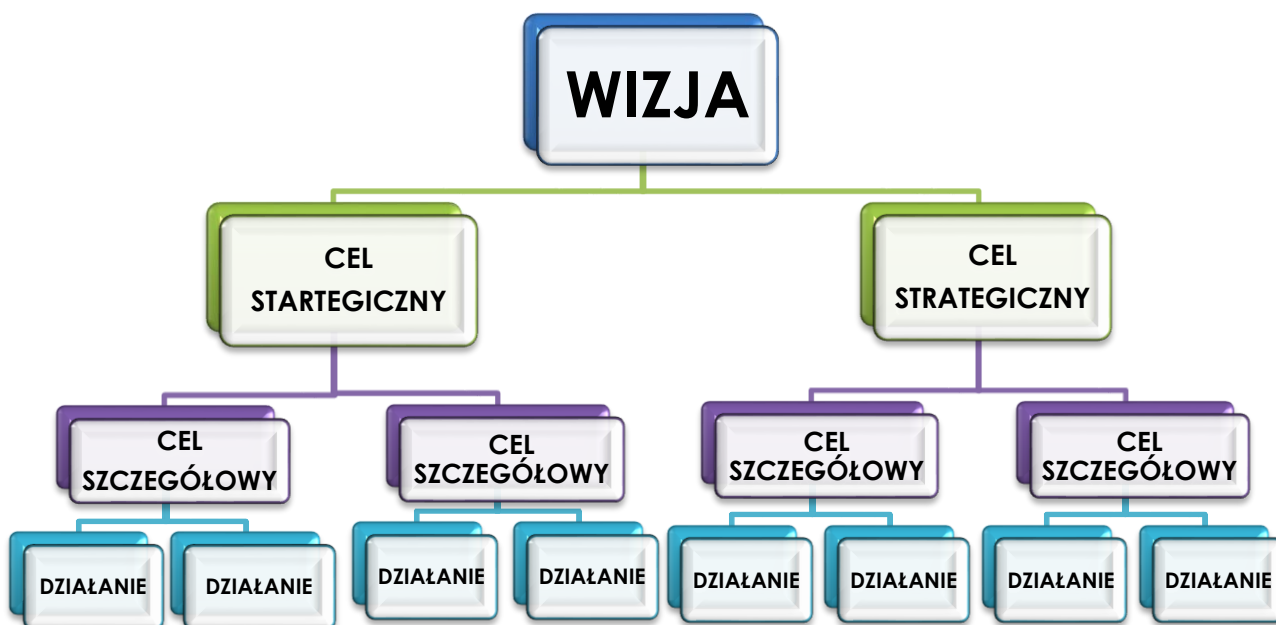 WIZJA
CEL
STARTEGICZNY
CEL
STRATEGICZNY
CEL
SZCZEGÓŁOWY
CEL
SZCZEGÓŁOWY
CEL
SZCZEGÓŁOWY
CEL
SZCZEGÓŁOWY
DZIAŁANIE
DZIAŁANIE
DZIAŁANIE
DZIAŁANIE
DZIAŁANIE
DZIAŁANIE
DZIAŁANIE
DZIAŁANIE